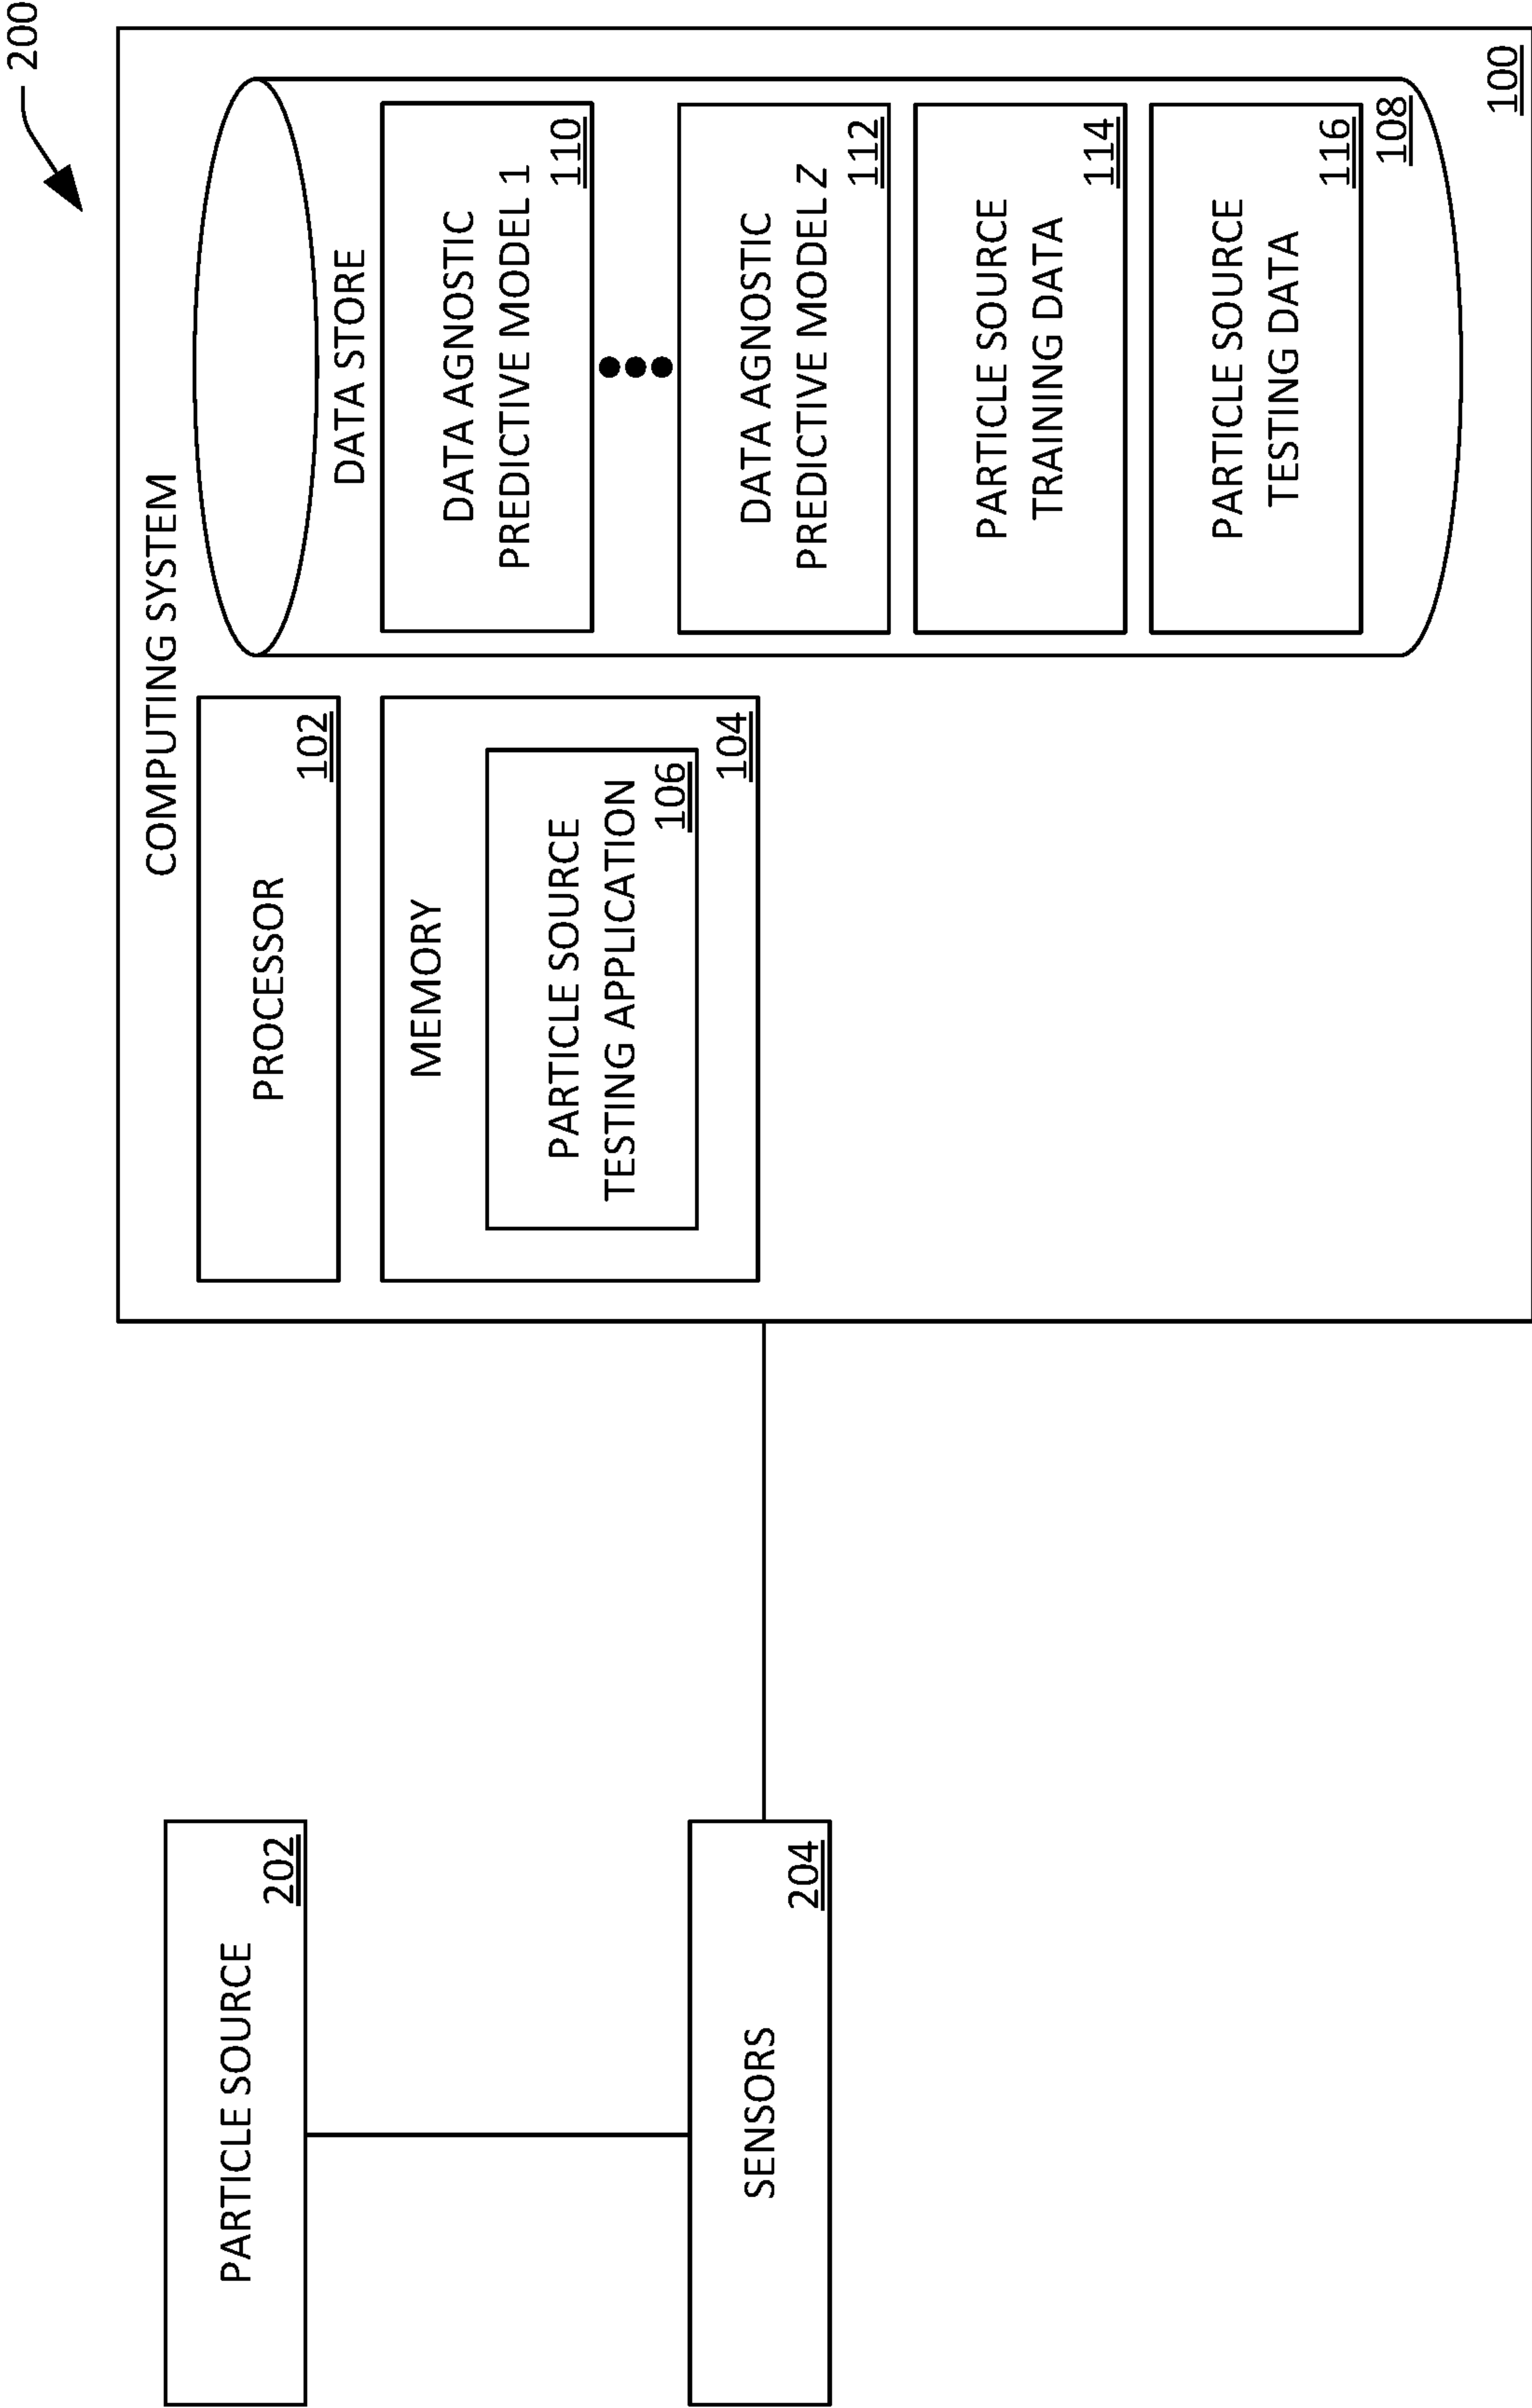 200
PARTICLE SOURCE
202
SENSORS
204
COMPUTING SYSTEM
PROCESSOR
102
MEMORY
PARTICLE SOURCE
TESTING APPLICATION
106
104
DATA STORE
DATA AGNOSTIC
PREDICTIVE MODEL 1
110
DATA AGNOSTIC
PREDICTIVE MODEL Z
112
PARTICLE SOURCE
TRAINING DATA
114
PARTICLE SOURCE
TESTING DATA
116
108
100